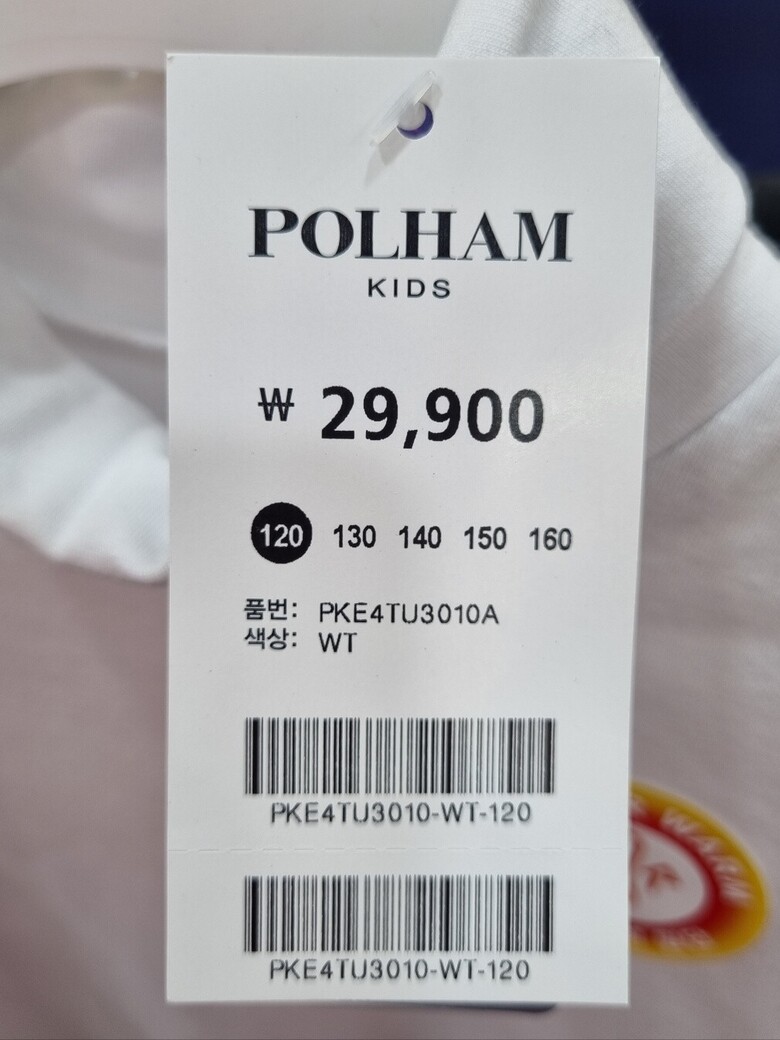 POLHAM
KIDS
₩ 29,900
120 130 140 150 160
품번: PKE4TU3010A
색상: WT
PKE4TU3010-WT-120
PKE4TU3010-WT-120
WARM